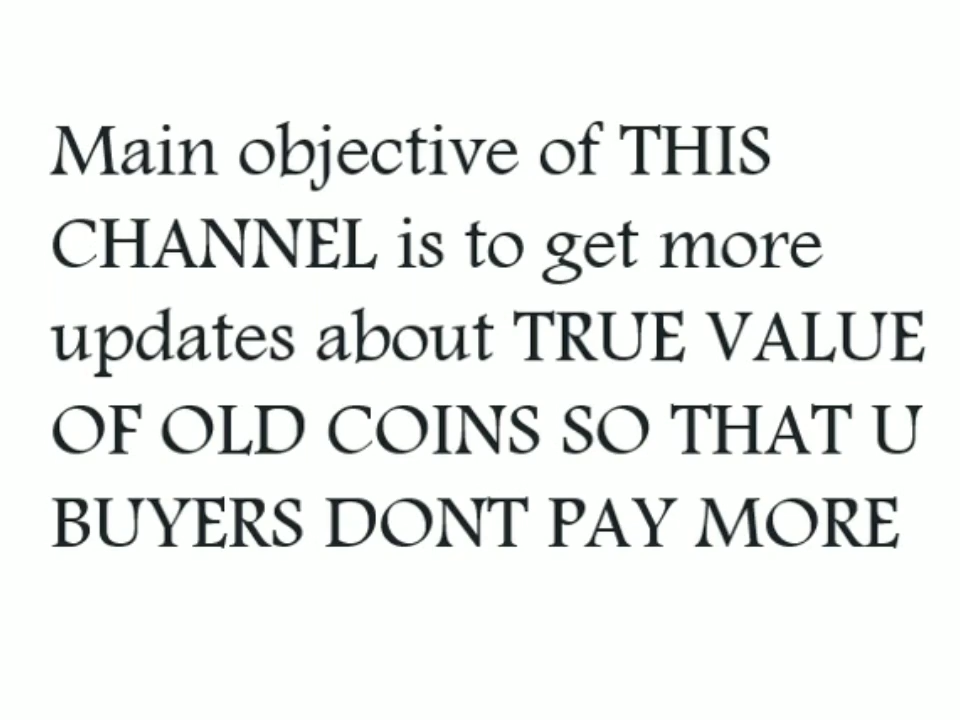 Main objective of THIS
CHANNEL is to get more
updates about TRUE VALUE
OF OLD COINS SO THAT U
BUYERS DONT PAY MORE